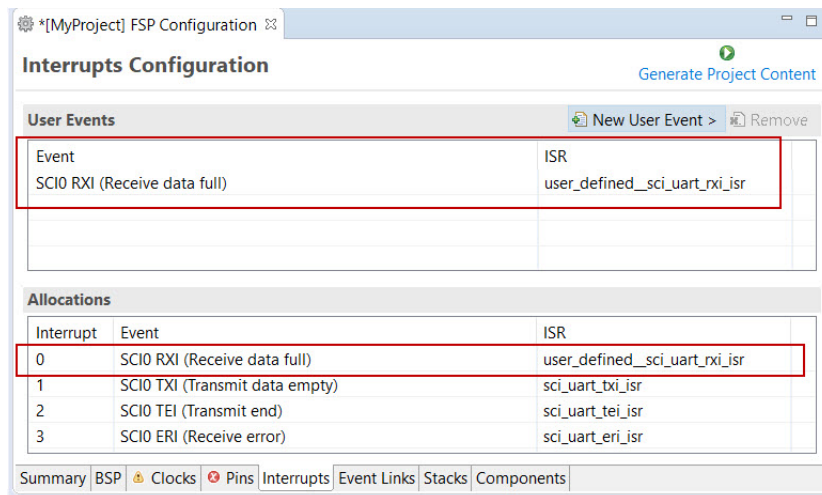 *[MyProject] FSP Configuration
Interrupts Configuration
Generate Project Content
User Events New User Event > Remove
Event ISR
SCI0 RXI (Receive data full) user_defined__sci_uart_rxi_isr
Allocations
Interrupt Event ISR
0 SCI0 RXI (Receive data full) user_defined__sci_uart_rxi_isr
1 SCI0 TXI (Transmit data empty) sci_uart_txi_isr
2 SCI0 TEI (Transmit end) sci_uart_tei_isr
3 SCI0 ERI (Receive error) sci_uart_eri_isr
Summary BSP Clocks Pins Interrupts Event Links Stacks Components